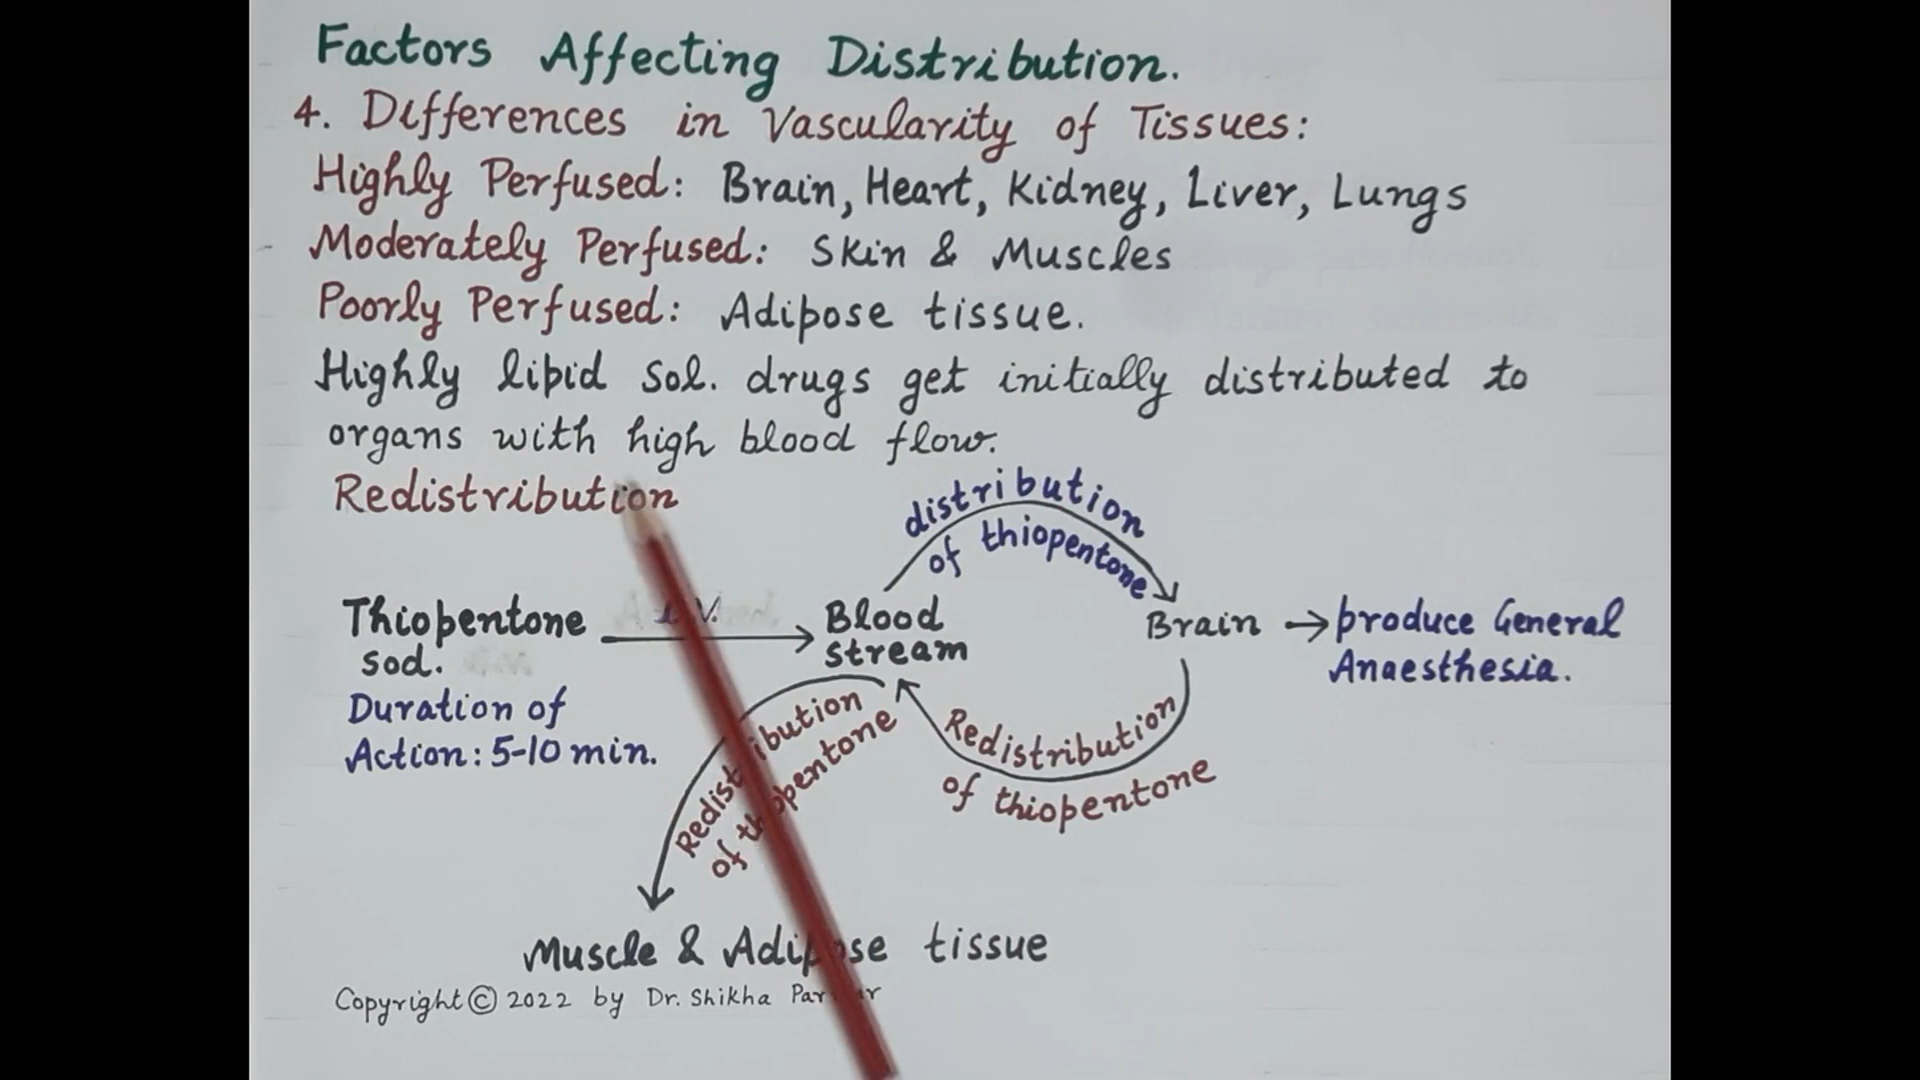 Factors Affecting Distribution.
4. Differences in Vascularity of Tissues:
Highly Perfused: Brain, Heart, Kidney, Liver, Lungs
Moderately Perfused: Skin & Muscles
Poorly Perfused: Adipose tissue.
Highly lipid sol. drugs get initially distributed to
organs with high blood flow.
Redistribution
distribution
of thiopentone
Thiopentone
sod.
I.V.
Blood
stream
Brain → produce General
Anaesthesia.
Duration of
Action: 5-10 min.
Redistribution
of thiopentone
Redistribution
of thiopentone
Muscle & Adipose tissue
Copyright © 2022 by Dr. Shikha